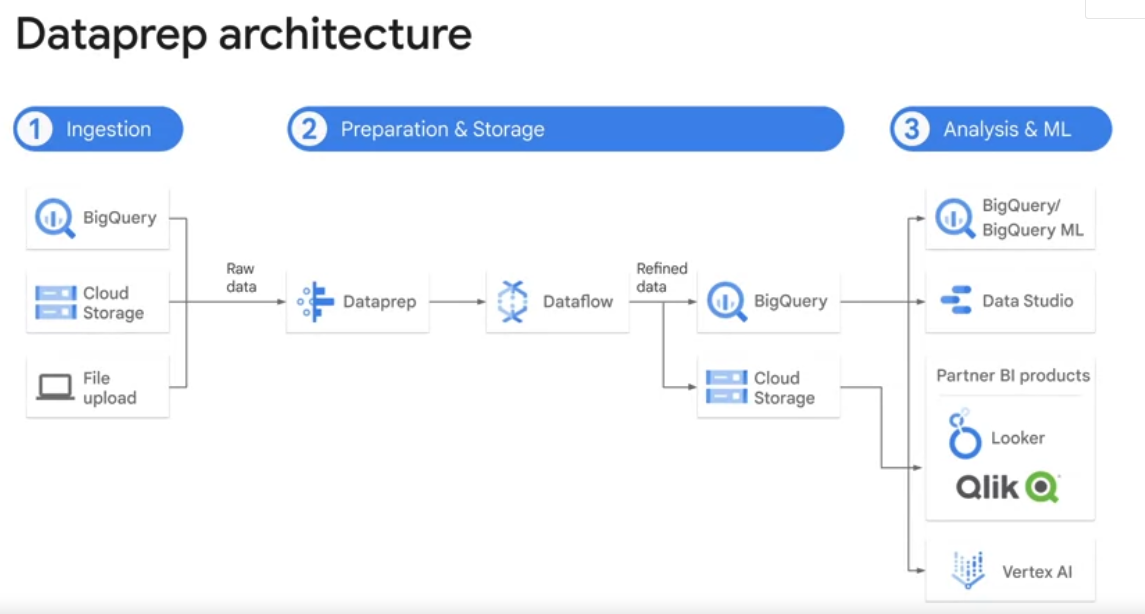 Dataprep architecture
1 Ingestion
2 Preparation & Storage
3 Analysis & ML
BigQuery
Cloud
Storage
File
upload
Raw
data
Dataprep
Dataflow
Refined
data
BigQuery
Cloud
Storage
BigQuery/
BigQuery ML
Data Studio
Partner BI products
Looker
Qlik
Vertex AI